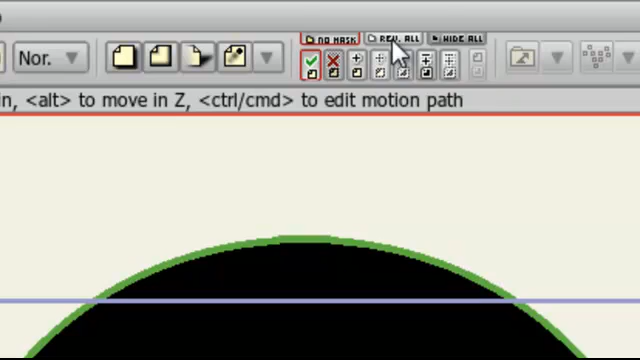 NO MASK REV. ALL HIDE ALL
Nor.
in, <alt> to move in Z, <ctrl/cmd> to edit motion path